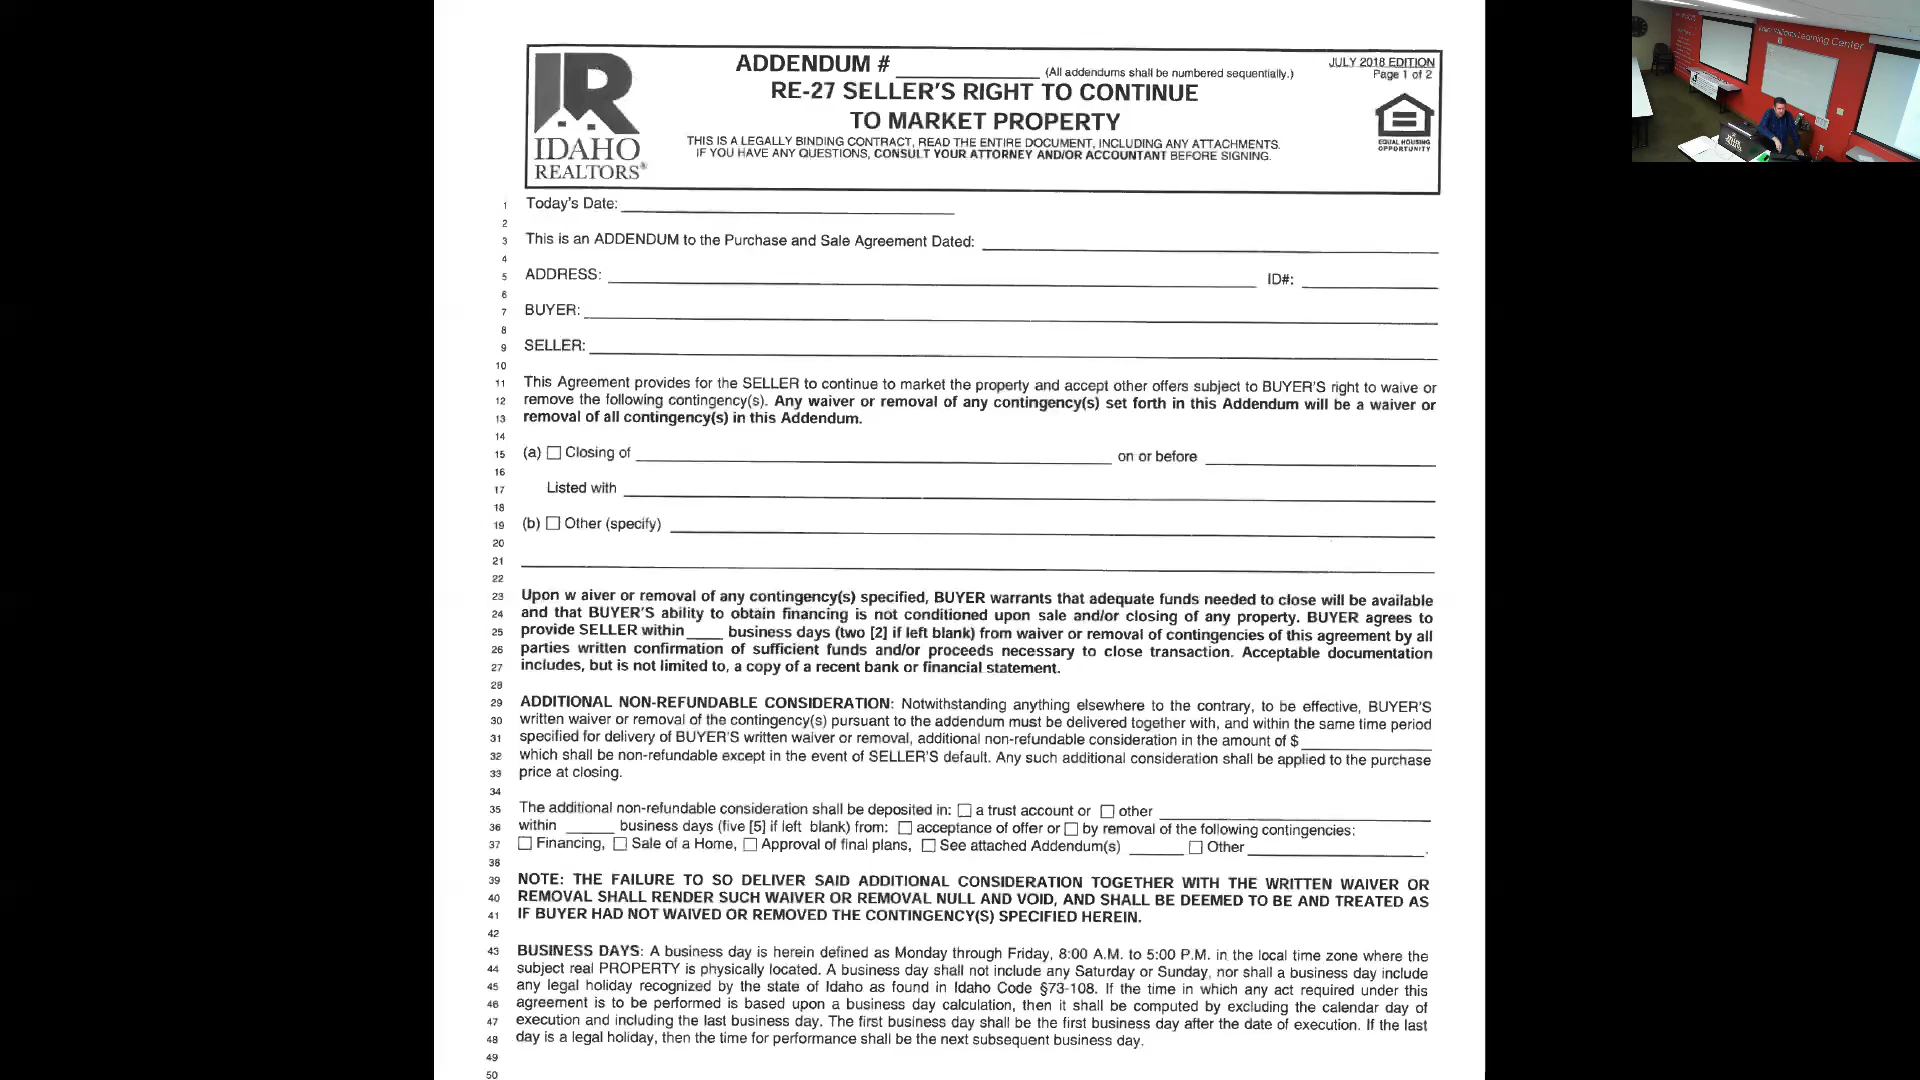 IR
IDAHO
REALTORS®
ADDENDUM # ____________ (All addendums shall be numbered sequentially.)
JULY 2018 EDITION
Page 1 of 2
RE-27 SELLER'S RIGHT TO CONTINUE
TO MARKET PROPERTY
THIS IS A LEGALLY BINDING CONTRACT, READ THE ENTIRE DOCUMENT, INCLUDING ANY ATTACHMENTS.
IF YOU HAVE ANY QUESTIONS, CONSULT YOUR ATTORNEY AND/OR ACCOUNTANT BEFORE SIGNING.
EQUAL HOUSING
OPPORTUNITY
1 Today's Date:
2
3 This is an ADDENDUM to the Purchase and Sale Agreement Dated:
4
5 ADDRESS: ID#:
6
7 BUYER:
8
9 SELLER:
10
11 This Agreement provides for the SELLER to continue to market the property and accept other offers subject to BUYER'S right to waive or
12 remove the following contingency(s). Any waiver or removal of any contingency(s) set forth in this Addendum will be a waiver or
13 removal of all contingency(s) in this Addendum.
14
15 (a) ☐ Closing of on or before
16
17 Listed with
18
19 (b) ☐ Other (specify)
20
21
22
23 Upon w aiver or removal of any contingency(s) specified, BUYER warrants that adequate funds needed to close will be available
24 and that BUYER'S ability to obtain financing is not conditioned upon sale and/or closing of any property. BUYER agrees to
25 provide SELLER within ____ business days (two [2] if left blank) from waiver or removal of contingencies of this agreement by all
26 parties written confirmation of sufficient funds and/or proceeds necessary to close transaction. Acceptable documentation
27 includes, but is not limited to, a copy of a recent bank or financial statement.
28
29 ADDITIONAL NON-REFUNDABLE CONSIDERATION: Notwithstanding anything elsewhere to the contrary, to be effective, BUYER'S
30 written waiver or removal of the contingency(s) pursuant to the addendum must be delivered together with, and within the same time period
31 specified for delivery of BUYER'S written waiver or removal, additional non-refundable consideration in the amount of $
32 which shall be non-refundable except in the event of SELLER'S default. Any such additional consideration shall be applied to the purchase
33 price at closing.
34
35 The additional non-refundable consideration shall be deposited in: ☐ a trust account or ☐ other
36 within ____ business days (five [5] if left blank) from: ☐ acceptance of offer or ☐ by removal of the following contingencies:
37 ☐ Financing, ☐ Sale of a Home, ☐ Approval of final plans, ☐ See attached Addendum(s) ____ ☐ Other ____.
38
39 NOTE: THE FAILURE TO SO DELIVER SAID ADDITIONAL CONSIDERATION TOGETHER WITH THE WRITTEN WAIVER OR
40 REMOVAL SHALL RENDER SUCH WAIVER OR REMOVAL NULL AND VOID, AND SHALL BE DEEMED TO BE AND TREATED AS
41 IF BUYER HAD NOT WAIVED OR REMOVED THE CONTINGENCY(S) SPECIFIED HEREIN.
42
43 BUSINESS DAYS: A business day is herein defined as Monday through Friday, 8:00 A.M. to 5:00 P.M. in the local time zone where the
44 subject real PROPERTY is physically located. A business day shall not include any Saturday or Sunday, nor shall a business day include
45 any legal holiday recognized by the state of Idaho as found in Idaho Code §73-108. If the time in which any act required under this
46 agreement is to be performed is based upon a business day calculation, then it shall be computed by excluding the calendar day of
47 execution and including the last business day. The first business day shall be the first business day after the date of execution. If the last
48 day is a legal holiday, then the time for performance shall be the next subsequent business day.
49
50
Learning Center